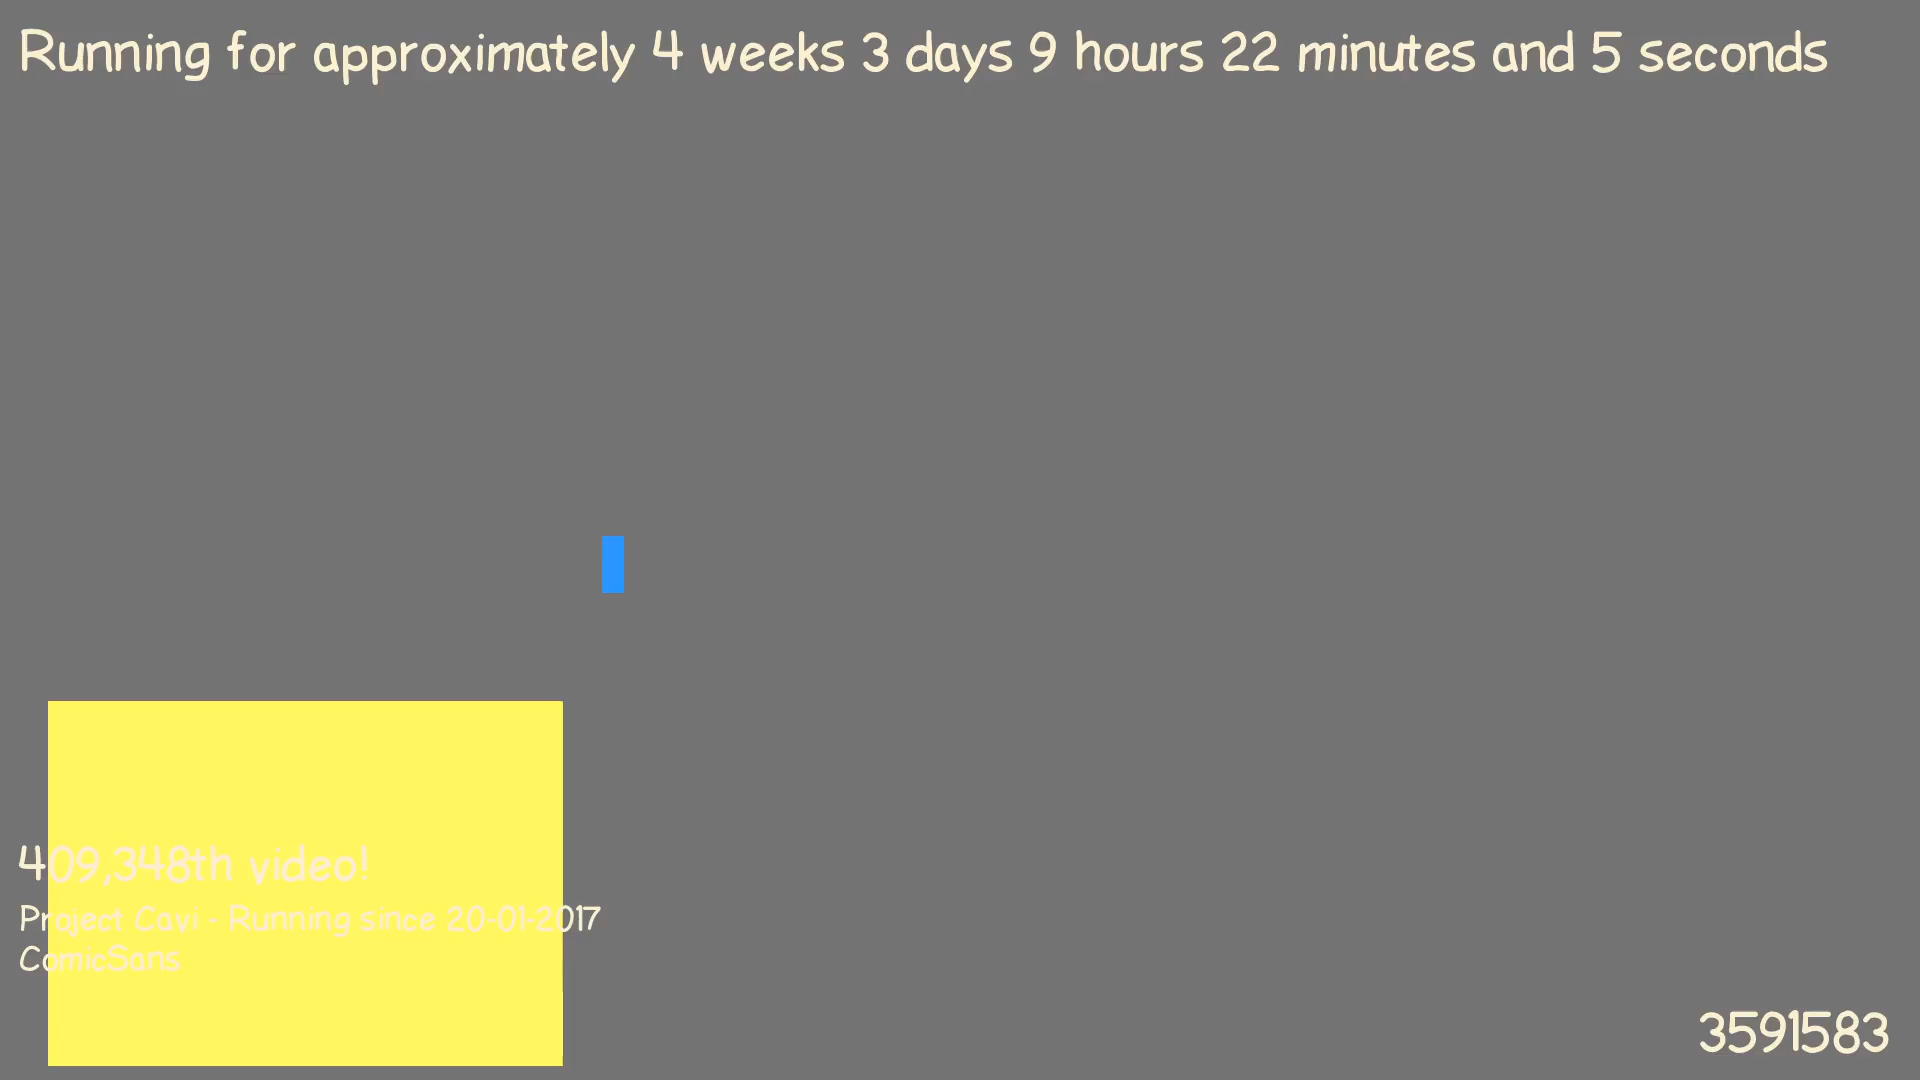 Running for approximately 4 weeks 3 days 9 hours 22 minutes and 5 seconds
409,348th video!
Project Cavi - Running since 20-01-2017
ComicSans
3591583